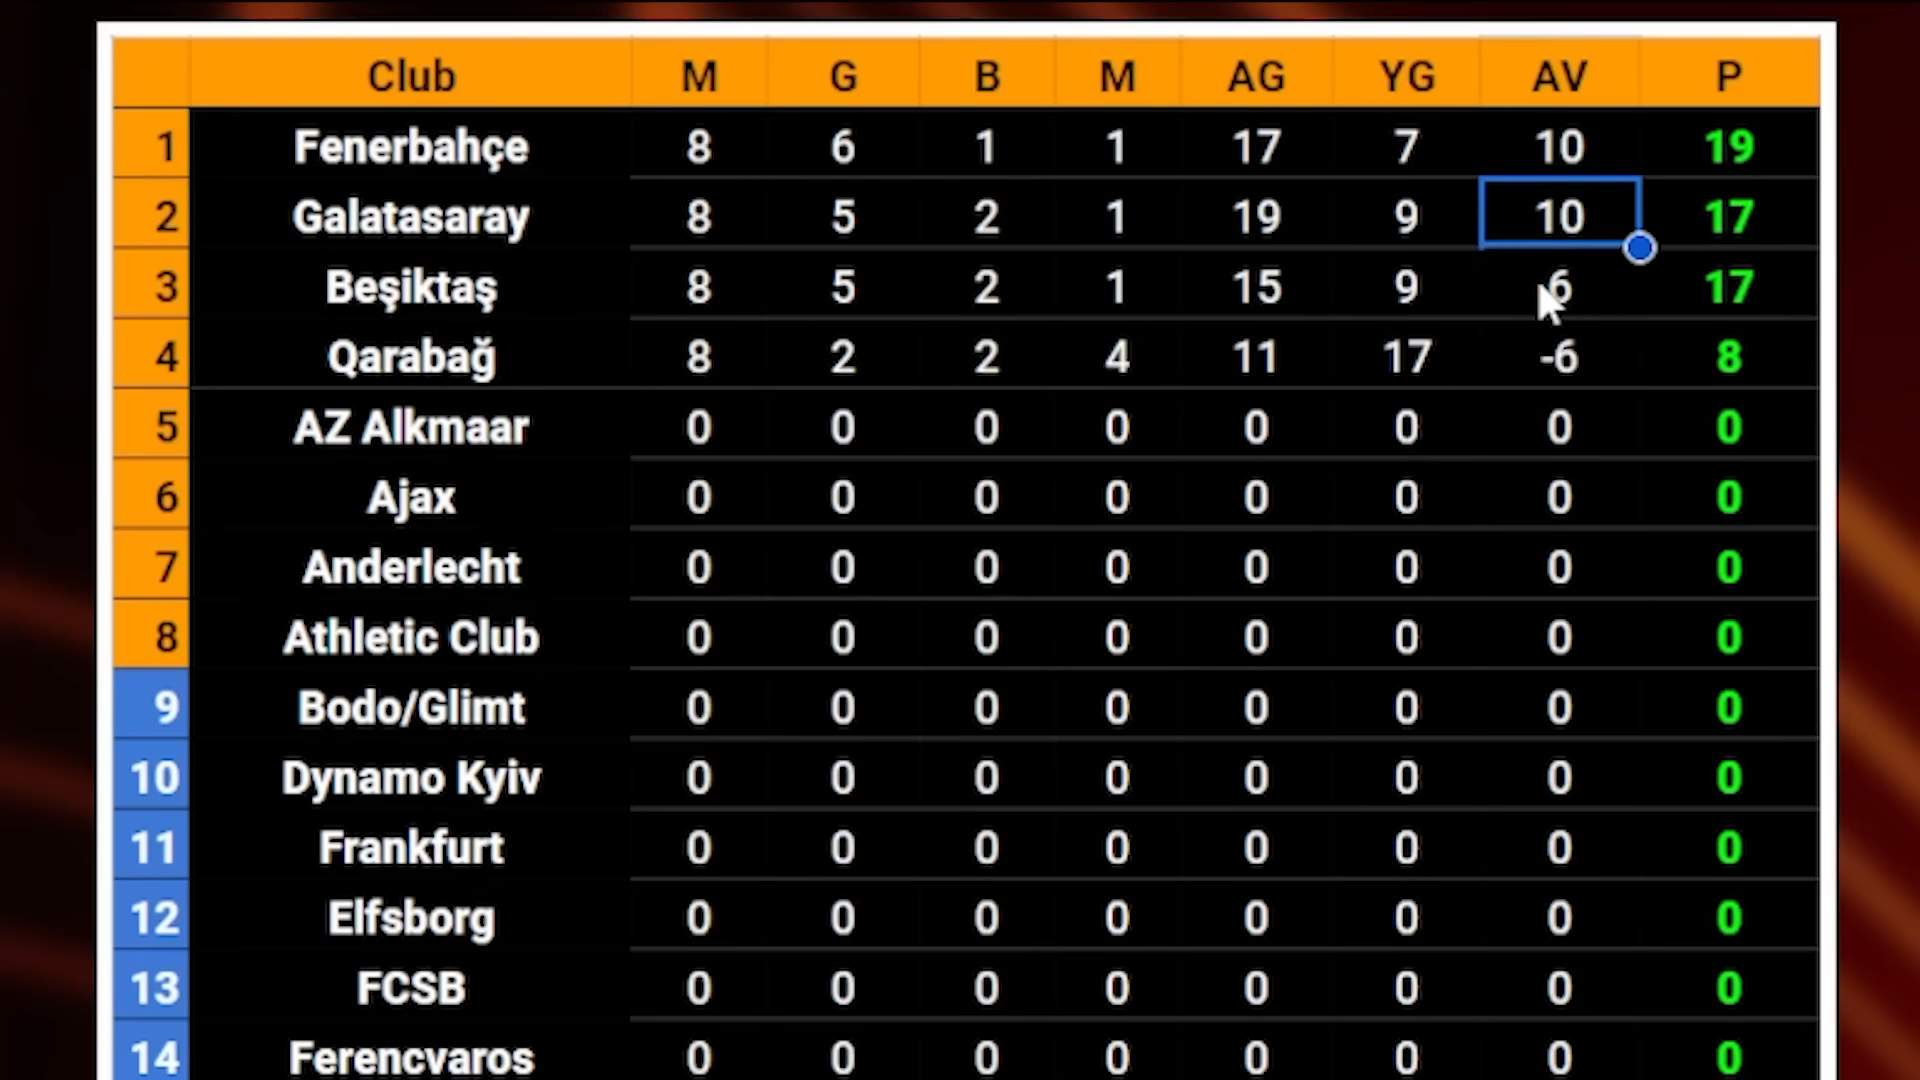 Club M G B M AG YG AV P
1 Fenerbahçe 8 6 1 1 17 7 10 19
2 Galatasaray 8 5 2 1 19 9 10 17
3 Beşiktaş 8 5 2 1 15 9 6 17
4 Qarabağ 8 2 2 4 11 17 -6 8
5 AZ Alkmaar 0 0 0 0 0 0 0 0
6 Ajax 0 0 0 0 0 0 0 0
7 Anderlecht 0 0 0 0 0 0 0 0
8 Athletic Club 0 0 0 0 0 0 0 0
9 Bodo/Glimt 0 0 0 0 0 0 0 0
10 Dynamo Kyiv 0 0 0 0 0 0 0 0
11 Frankfurt 0 0 0 0 0 0 0 0
12 Elfsborg 0 0 0 0 0 0 0 0
13 FCSB 0 0 0 0 0 0 0 0
14 Ferencvaros 0 0 0 0 0 0 0 0